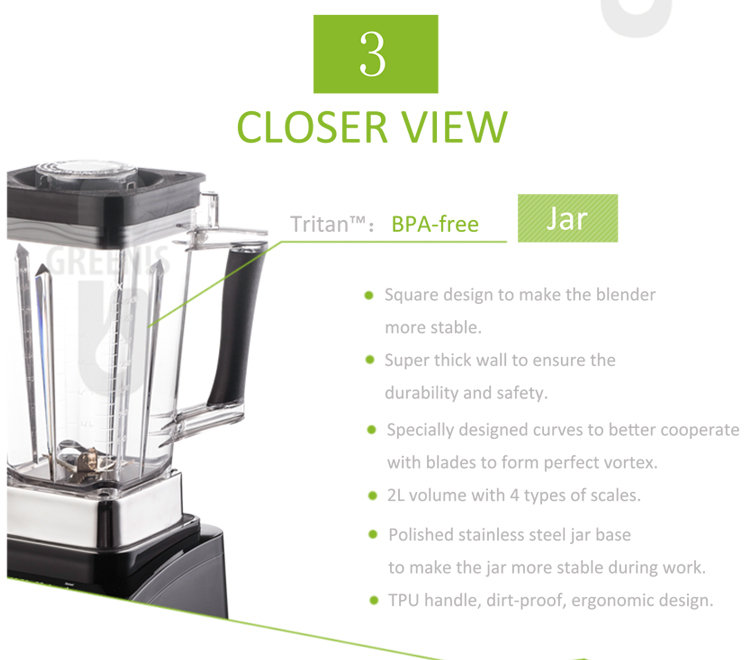 3
CLOSER VIEW
Tritan™: BPA-free
Jar
GREENIS
Square design to make the blender
more stable.
Super thick wall to ensure the
durability and safety.
Specially designed curves to better cooperate
with blades to form perfect vortex.
2L volume with 4 types of scales.
Polished stainless steel jar base
to make the jar more stable during work.
TPU handle, dirt-proof, ergonomic design.